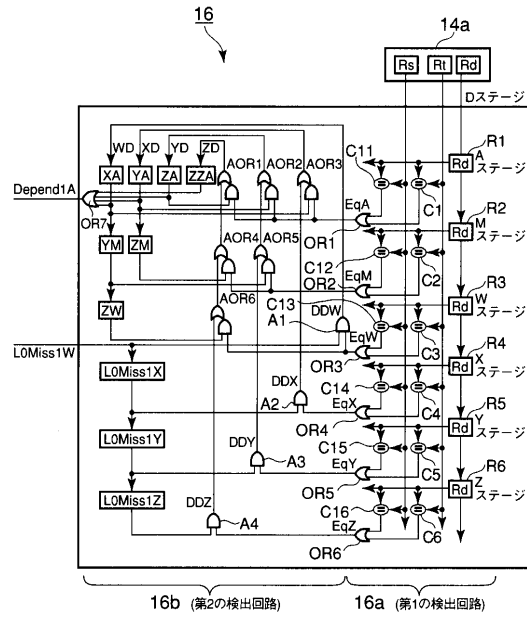 16
14a
Rs Rt Rd
Dステージ
WD XD YD ZD
AOR1 AOR2 AOR3
C11
R1
XA YA ZA ZZA
Rd
A
ステージ
Depend1A
OR7
EqA
C1
OR1
R2
YM ZM
AOR4 AOR5
EqM
Rd
M
ステージ
C12
C2
OR2
AOR6
C13
R3
ZW
A1
DDW
Rd
W
ステージ
L0Miss1W
EqW
C3
OR3
R4
L0Miss1X
DDX
C14
Rd
X
ステージ
A2
EqX
C4
OR4
R5
L0Miss1Y
DDY
A3
C15
Rd
Y
ステージ
EqY
C5
OR5
R6
L0Miss1Z
DDZ
A4
C16
Rd
Z
ステージ
EqZ
C6
OR6
16b (第2の検出回路)
16a (第1の検出回路)